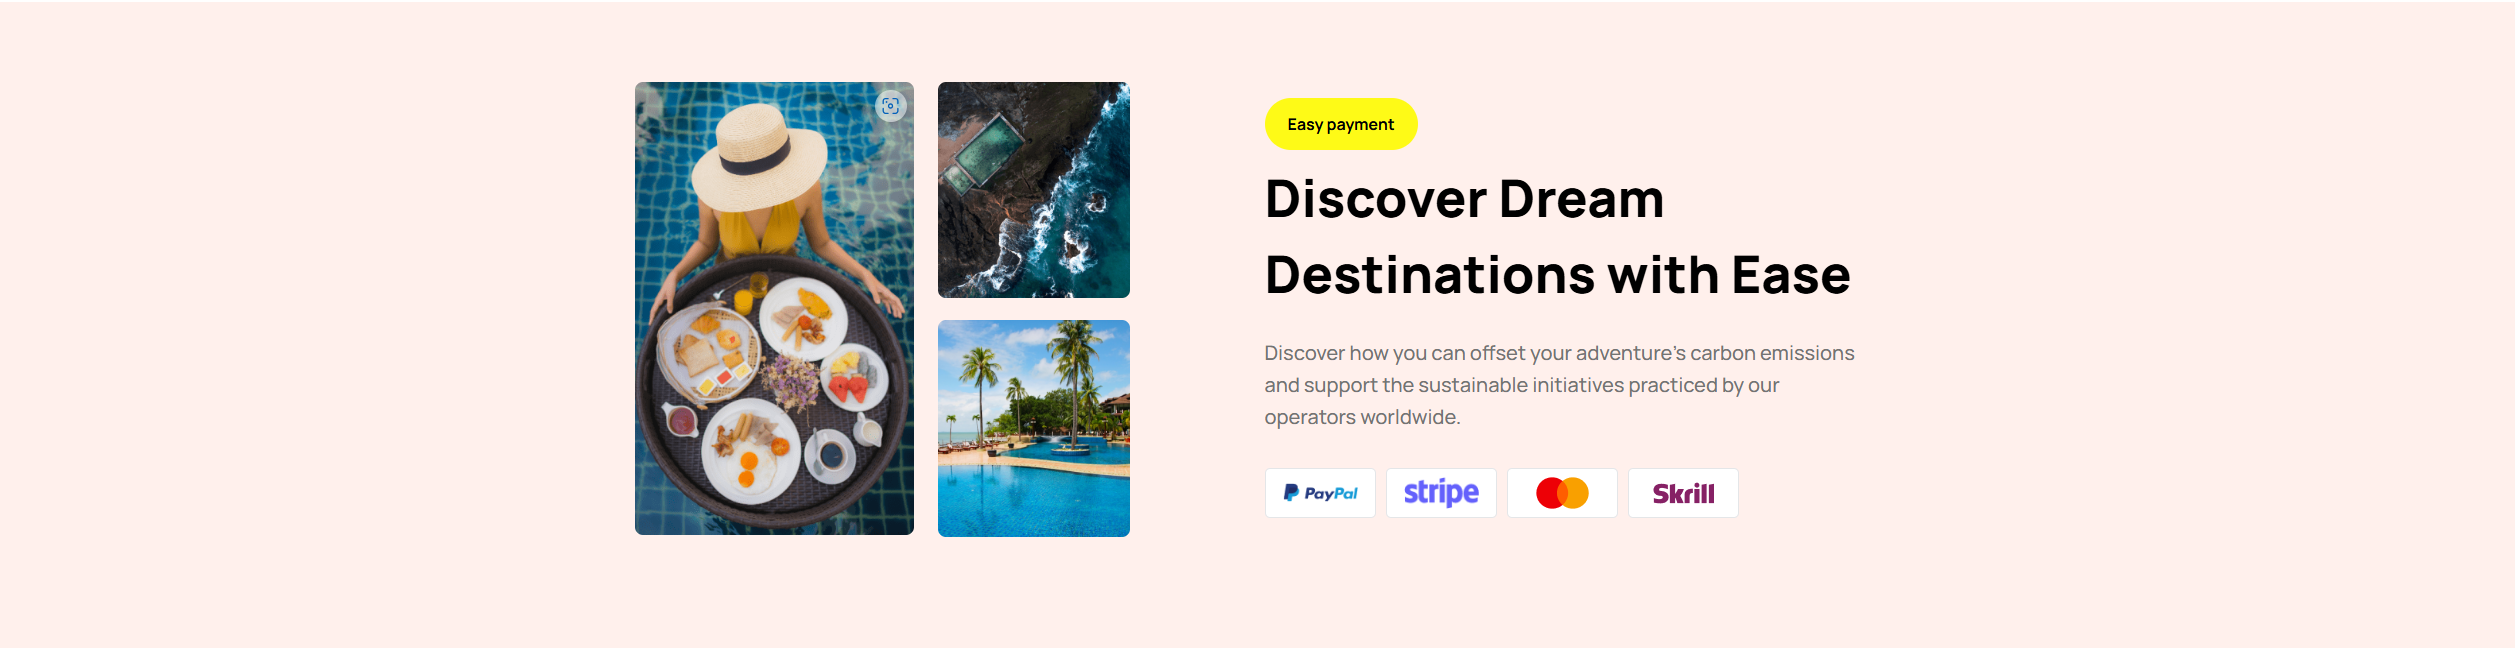 Easy payment
Discover Dream
Destinations with Ease
Discover how you can offset your adventure's carbon emissions
and support the sustainable initiatives practiced by our
operators worldwide.
PayPal stripe Skrill